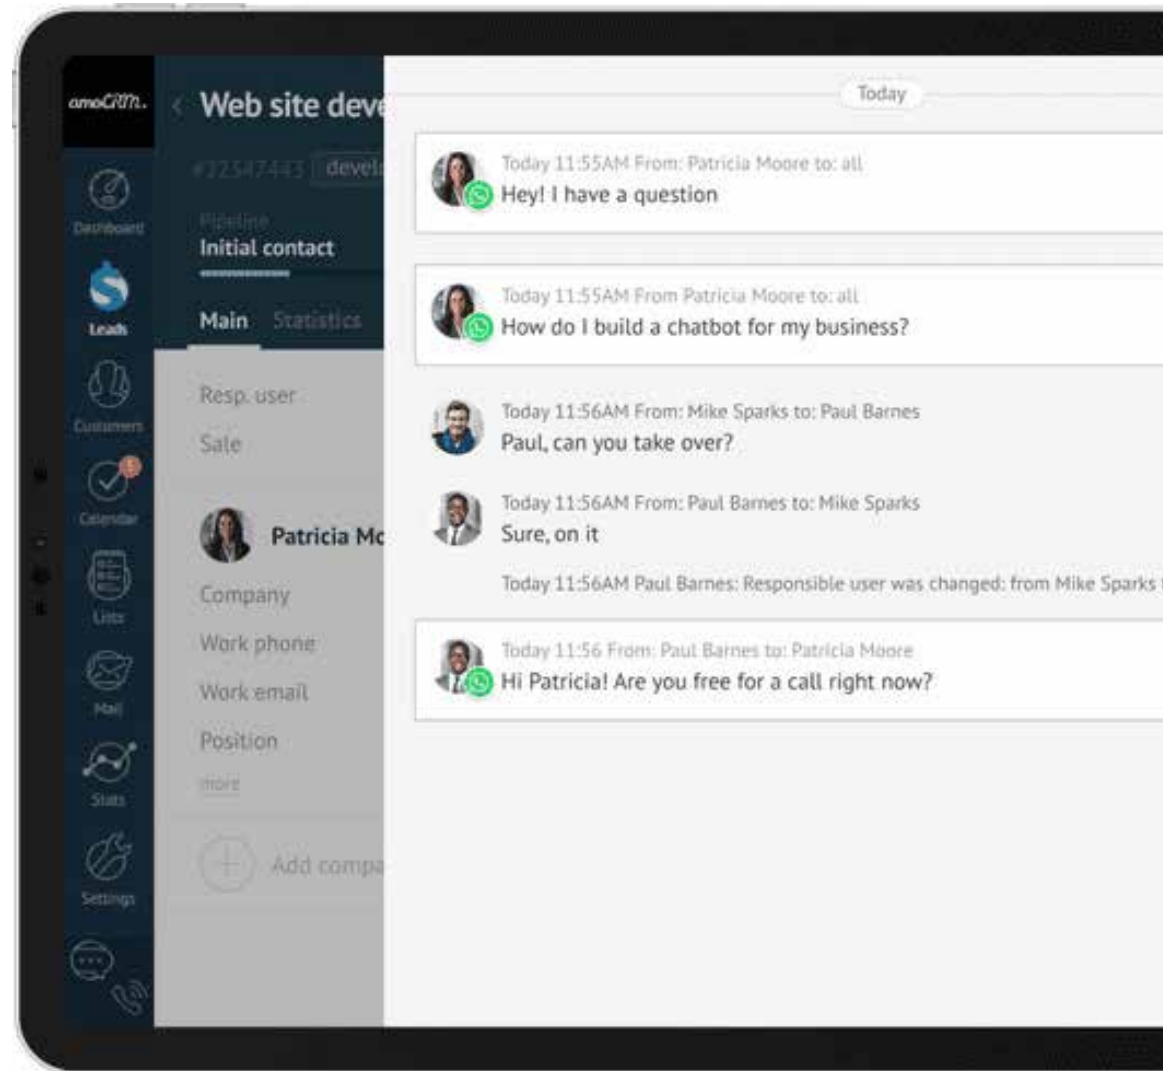 amoCRM.
Dashboard
Leads
Customers
5
Calendar
Lists
Mail
Stats
Settings
Web site deve
#32547443 develo
Pipeline
Initial contact
Main Statistics
Resp. user
Sale
Patricia Mo
Company
Work phone
Work email
Position
more
Add compa
Today
Today 11:55AM From: Patricia Moore to: all
Hey! I have a question
Today 11:55AM From Patricia Moore to: all
How do I build a chatbot for my business?
Today 11:56AM From: Mike Sparks to: Paul Barnes
Paul, can you take over?
Today 11:56AM From: Paul Barnes to: Mike Sparks
Sure, on it
Today 11:56AM Paul Barnes: Responsible user was changed: from Mike Sparks
Today 11:56 From: Paul Barnes to: Patricia Moore
Hi Patricia! Are you free for a call right now?